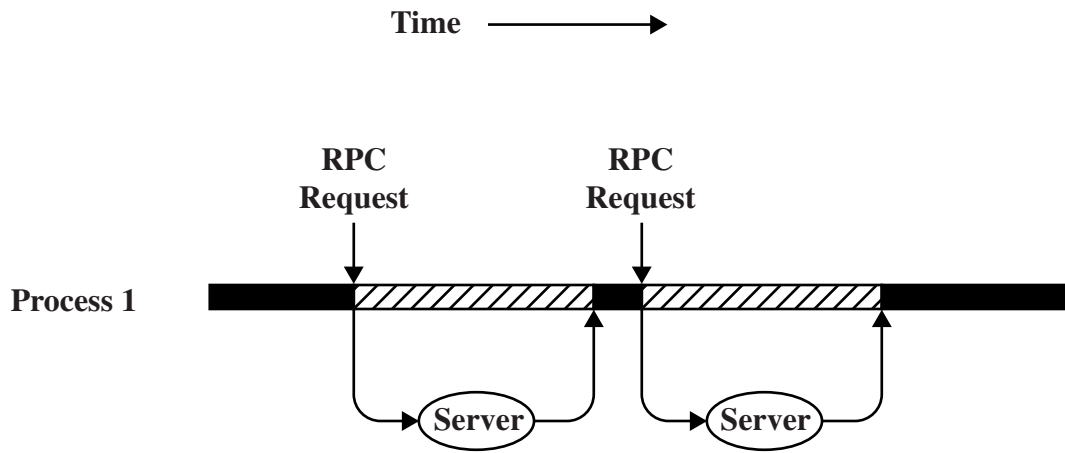 Time
RPC
Request
RPC
Request
Process 1
Server
Server